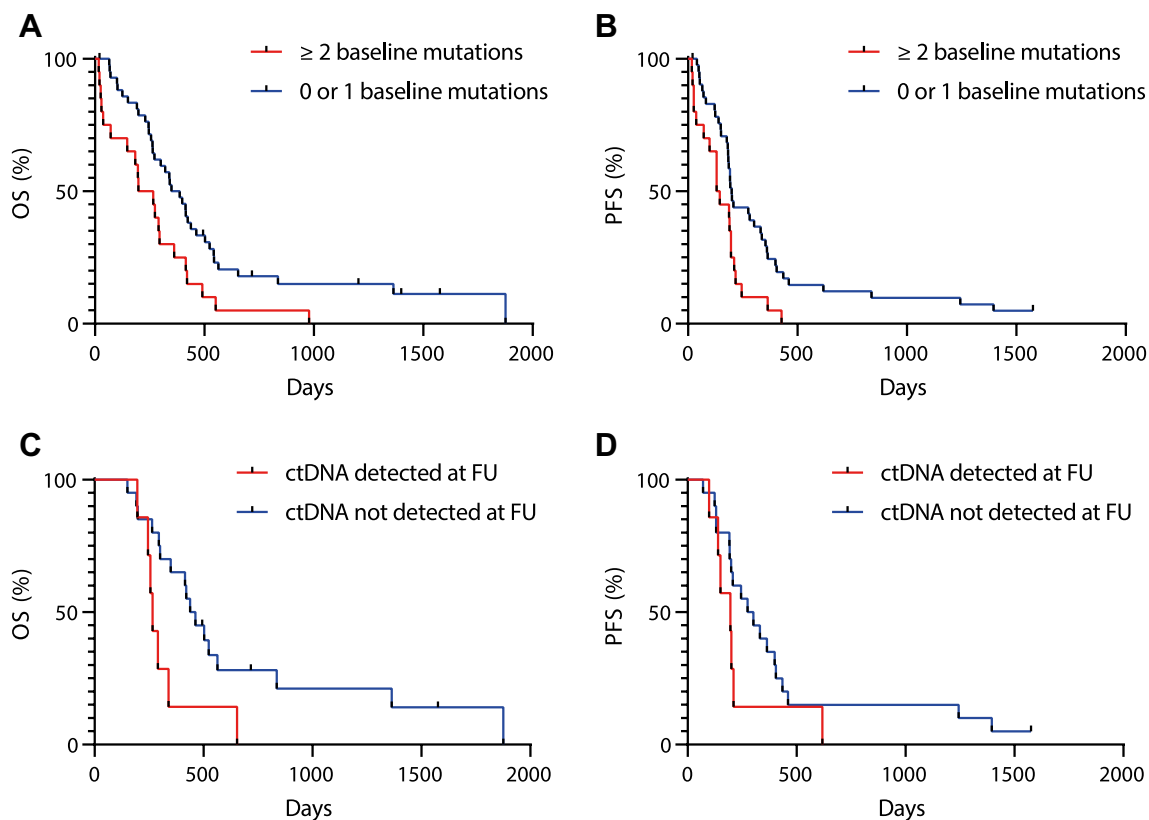 A
≥ 2 baseline mutations
0 or 1 baseline mutations
OS (%)
100
50
0
0 500 1000 1500 2000
Days
B
≥ 2 baseline mutations
0 or 1 baseline mutations
PFS (%)
100
50
0
0 500 1000 1500 2000
Days
C
ctDNA detected at FU
ctDNA not detected at FU
OS (%)
100
50
0
0 500 1000 1500 2000
Days
D
ctDNA detected at FU
ctDNA not detected at FU
PFS (%)
100
50
0
0 500 1000 1500 2000
Days